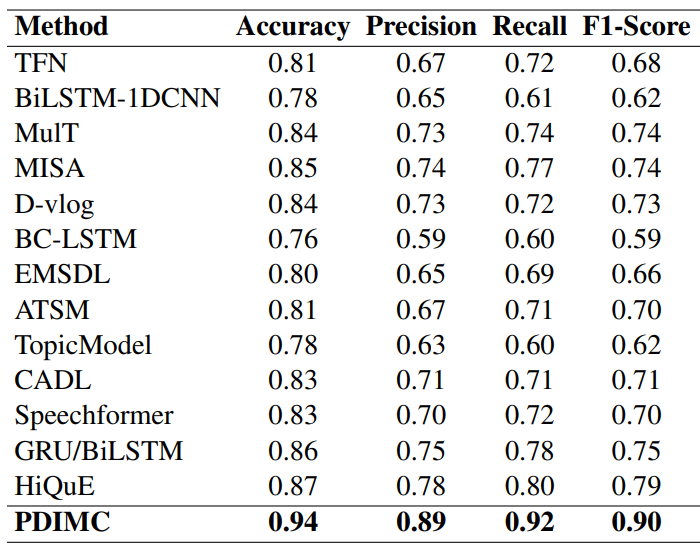 Method Accuracy Precision Recall F1-Score
TFN 0.81 0.67 0.72 0.68
BiLSTM-1DCNN 0.78 0.65 0.61 0.62
MulT 0.84 0.73 0.74 0.74
MISA 0.85 0.74 0.77 0.74
D-vlog 0.84 0.73 0.72 0.73
BC-LSTM 0.76 0.59 0.60 0.59
EMSDL 0.80 0.65 0.69 0.66
ATSM 0.81 0.67 0.71 0.70
TopicModel 0.78 0.63 0.60 0.62
CADL 0.83 0.71 0.71 0.71
Speechformer 0.83 0.70 0.72 0.70
GRU/BiLSTM 0.86 0.75 0.78 0.75
HiQuE 0.87 0.78 0.80 0.79
PDIMC 0.94 0.89 0.92 0.90